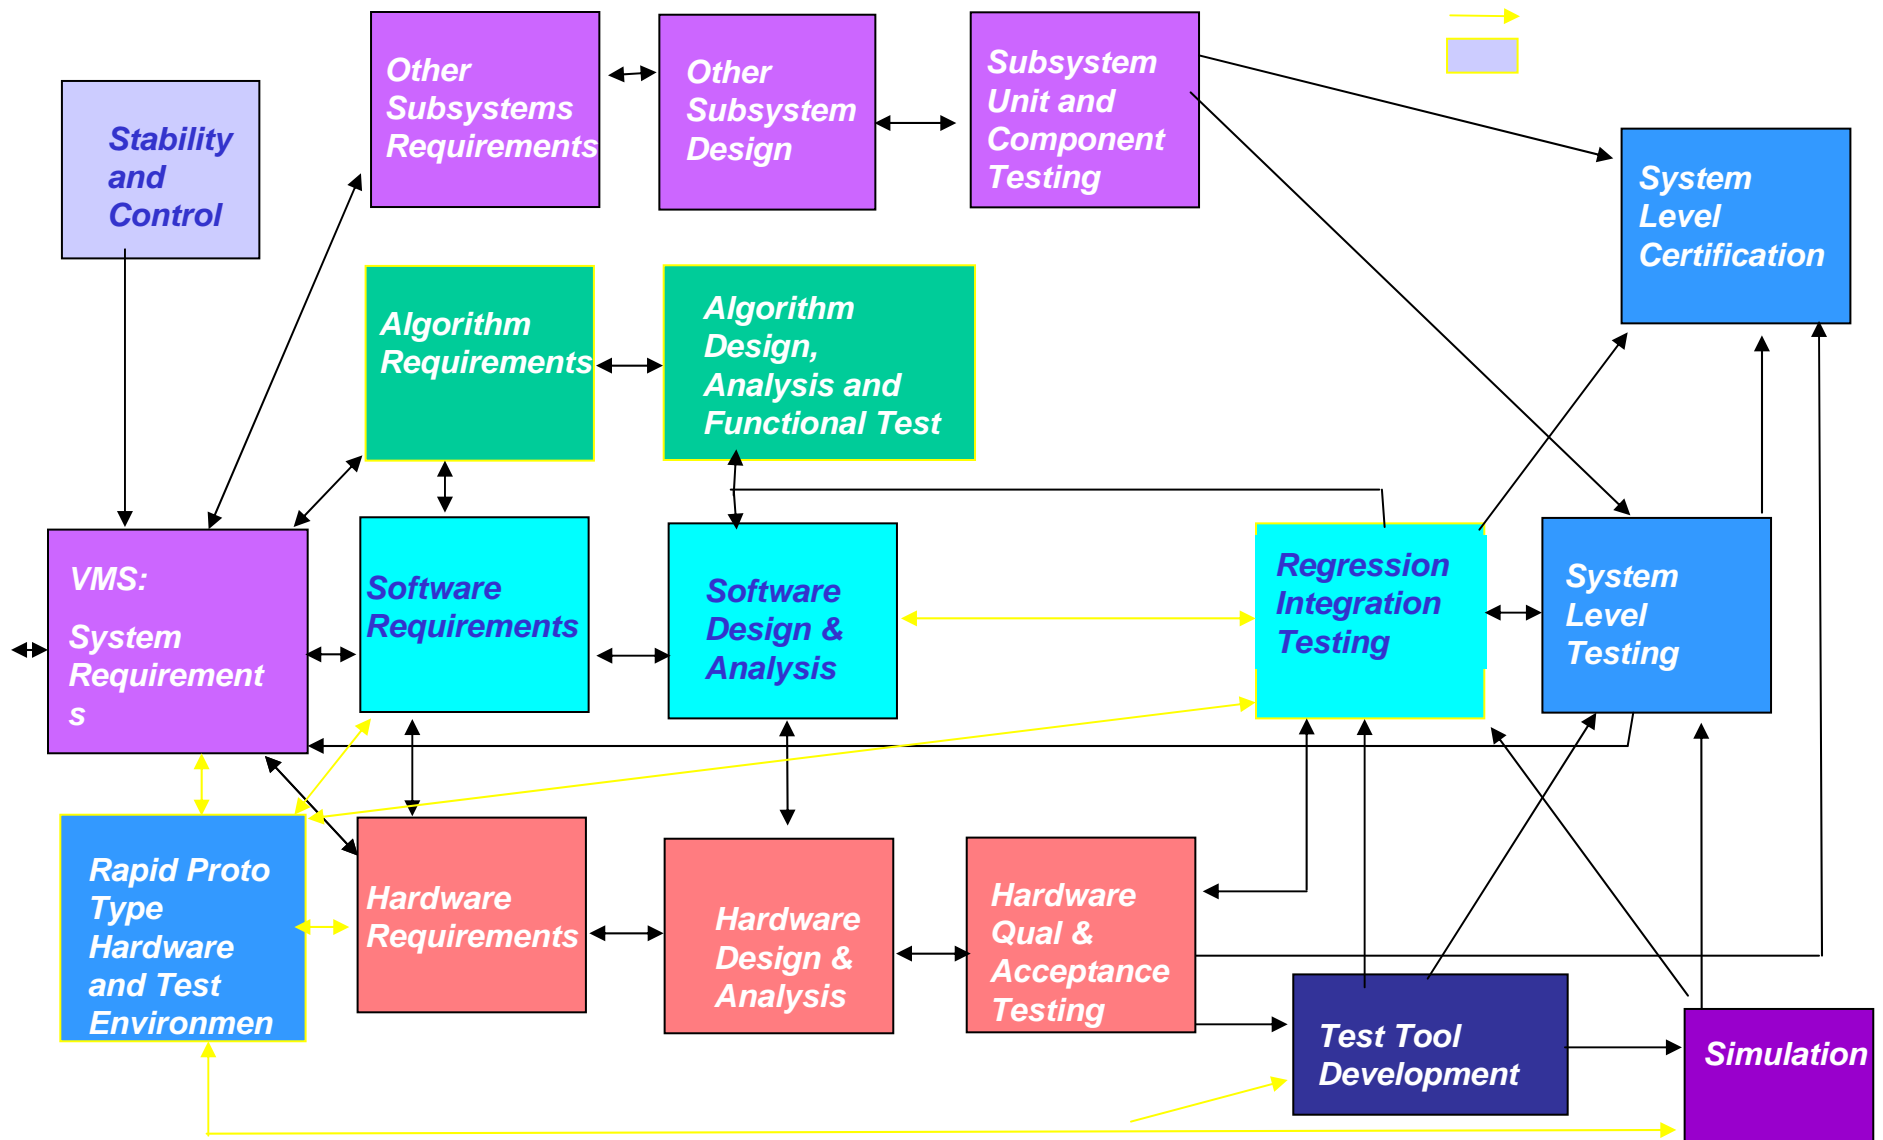 Other
Subsystems
Requirements
Other
Subsystem
Design
Subsystem
Unit and
Component
Testing
Stability
and
Control
System
Level
Certification
Algorithm
Requirements
Algorithm
Design,
Analysis and
Functional Test
VMS:
System
Requirement
s
Software
Requirements
Software
Design &
Analysis
Regression
Integration
Testing
System
Level
Testing
Rapid Proto
Type
Hardware
and Test
Environmen
Hardware
Requirements
Hardware
Design &
Analysis
Hardware
Qual &
Acceptance
Testing
Test Tool
Development
Simulation